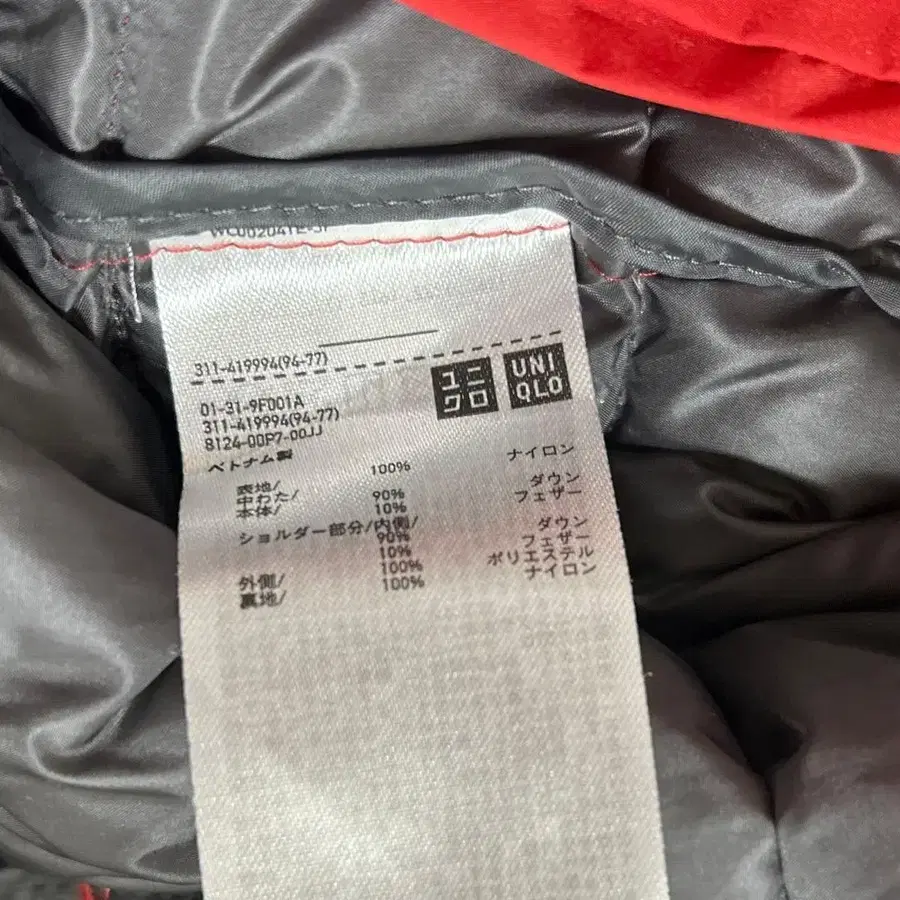 311-419994(94-77)
ユニクロ
UNIQLO
01-31-9F001A
311-419994(94-77)
8124-00P7-00JJ
ベトナム製
表地/ 100% ナイロン
中わた/
本体/ 90% ダウン
10% フェザー
ショルダー部分/内側/
90% ダウン
10% フェザー
外側/ 100% ポリエステル
裏地/ 100% ナイロン